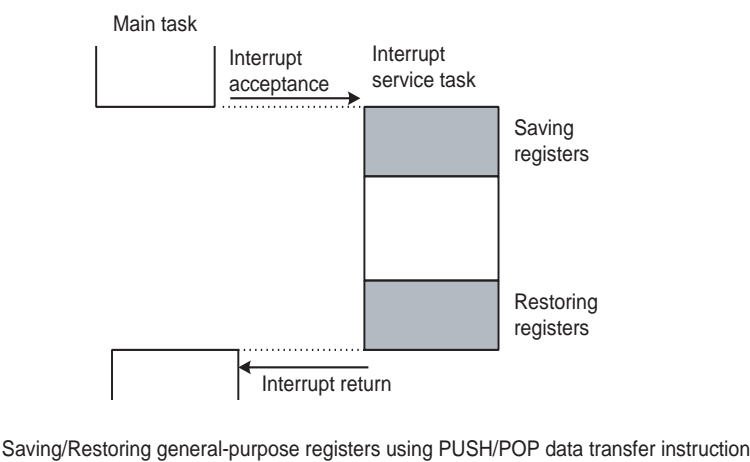 Main task
Interrupt
acceptance
Interrupt
service task
Saving
registers
Restoring
registers
Interrupt return
Saving/Restoring general-purpose registers using PUSH/POP data transfer instruction